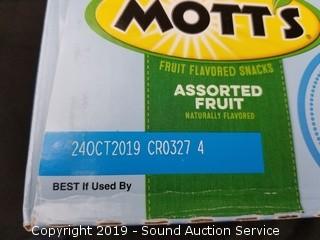 MOTT'S
FRUIT FLAVORED SNACKS
ASSORTED
FRUIT
NATURALLY FLAVORED
24OCT2019 CR0327 4
BEST If Used By
Copyright 2019 - Sound Auction Service